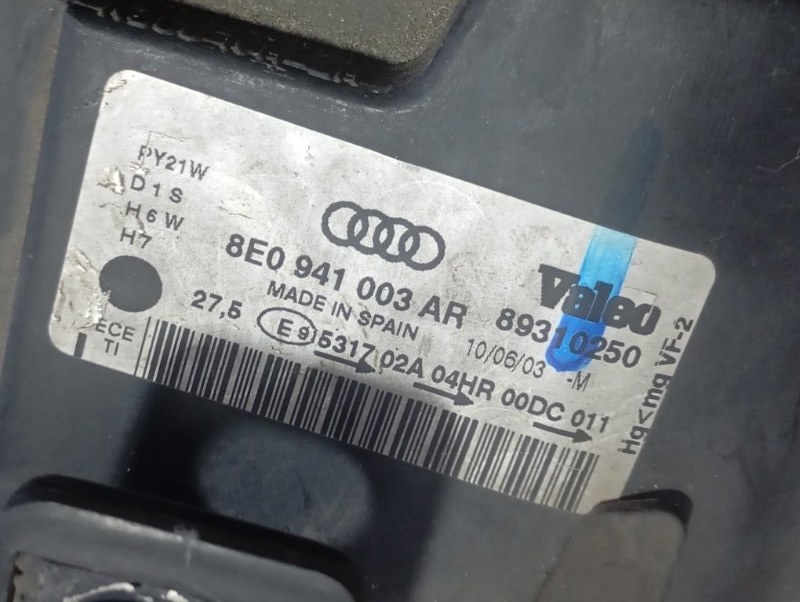 PY21W
D1S
H6W
H7
8E0 941 003 AR
Valeo
MADE IN SPAIN
89310250
27,5
10/06/03 -M
E9 5317 02A 04HR 00DC 011
ECE
TI
Hg<mg VF-2